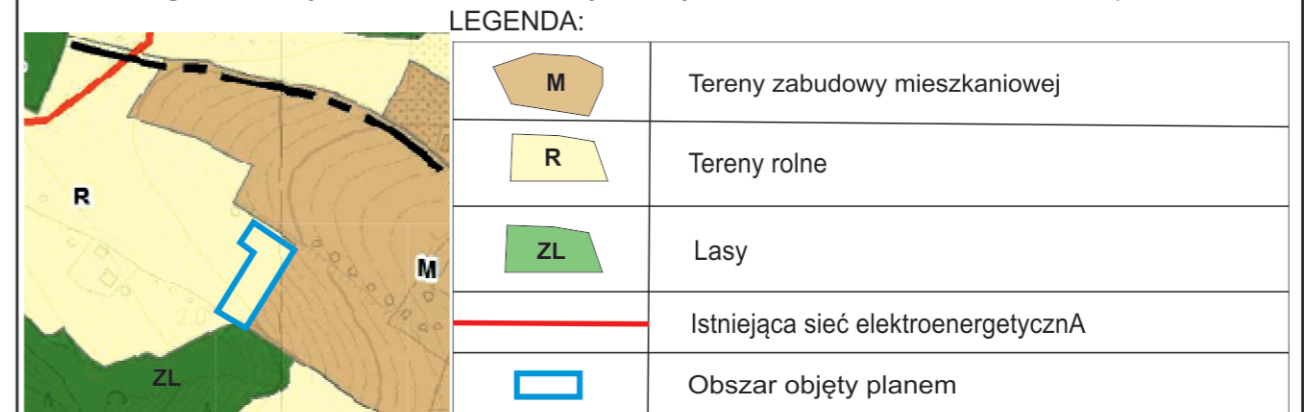 LEGENDA:
M Tereny zabudowy mieszkaniowej
R Tereny rolne
ZL Lasy
Istniejąca sieć elektroenergetycznA
Obszar objęty planem
R
M
ZL